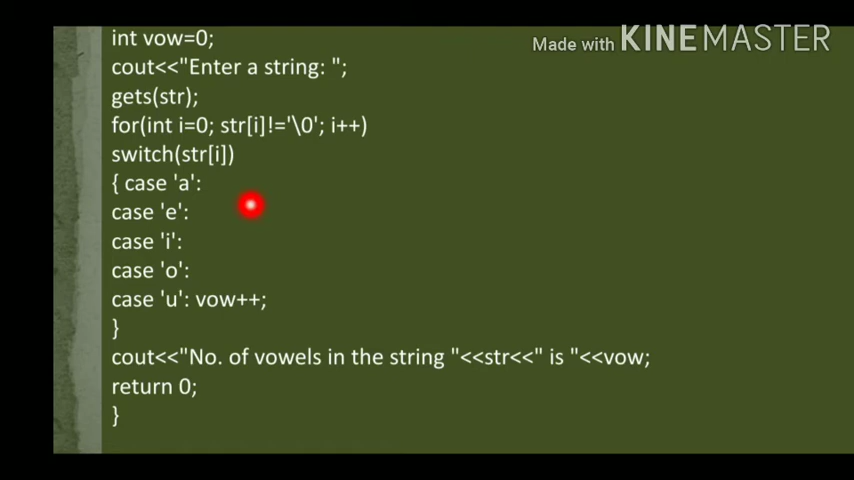 int vow=0;
Made with KINEMASTER
cout<<"Enter a string: ";
gets(str);
for(int i=0; str[i]!='\0'; i++)
switch(str[i])
{ case 'a':
case 'e':
case 'i':
case 'o':
case 'u': vow++;
}
cout<<"No. of vowels in the string "<<str<<" is "<<vow;
return 0;
}